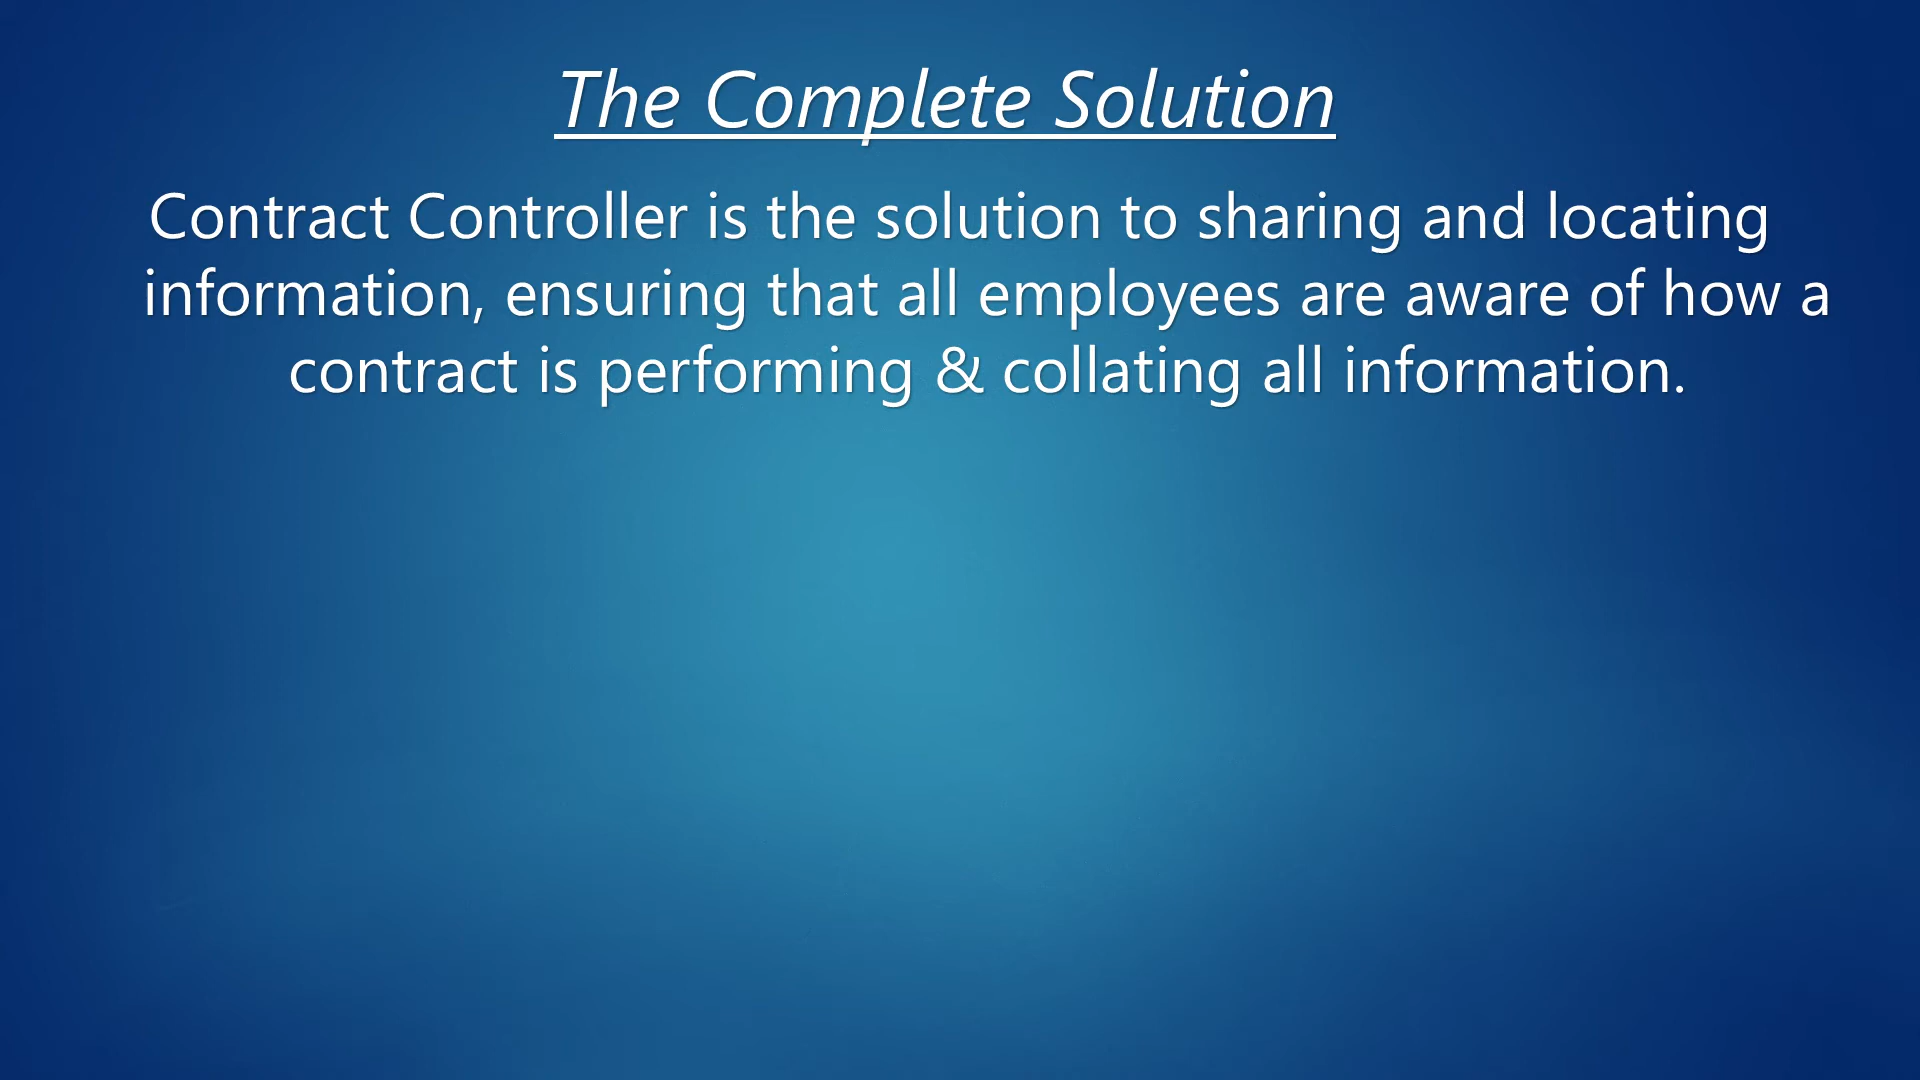 The Complete Solution
Contract Controller is the solution to sharing and locating
information, ensuring that all employees are aware of how a
contract is performing & collating all information.